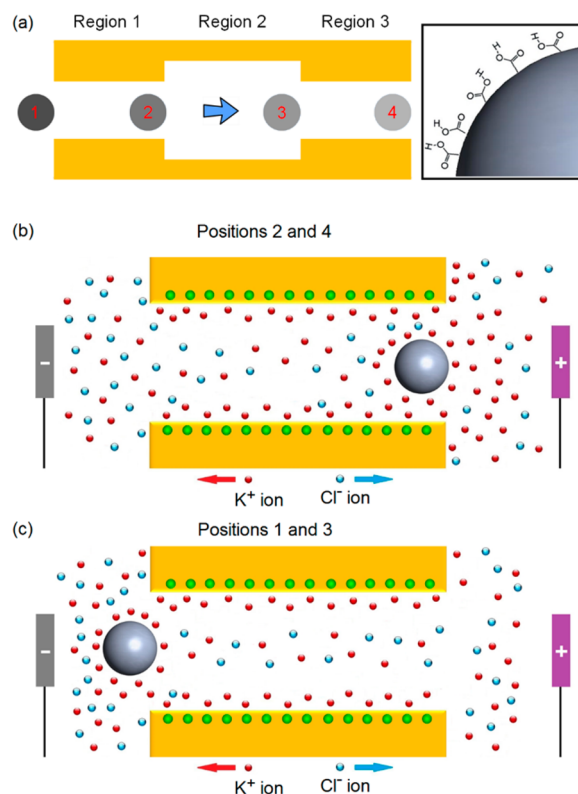 (a) Region 1 Region 2 Region 3
1 2 3 4
H O O
H O O
H O O
H O O
H O O
(b) Positions 2 and 4
- +
K⁺ ion Cl⁻ ion
(c) Positions 1 and 3
- +
K⁺ ion Cl⁻ ion